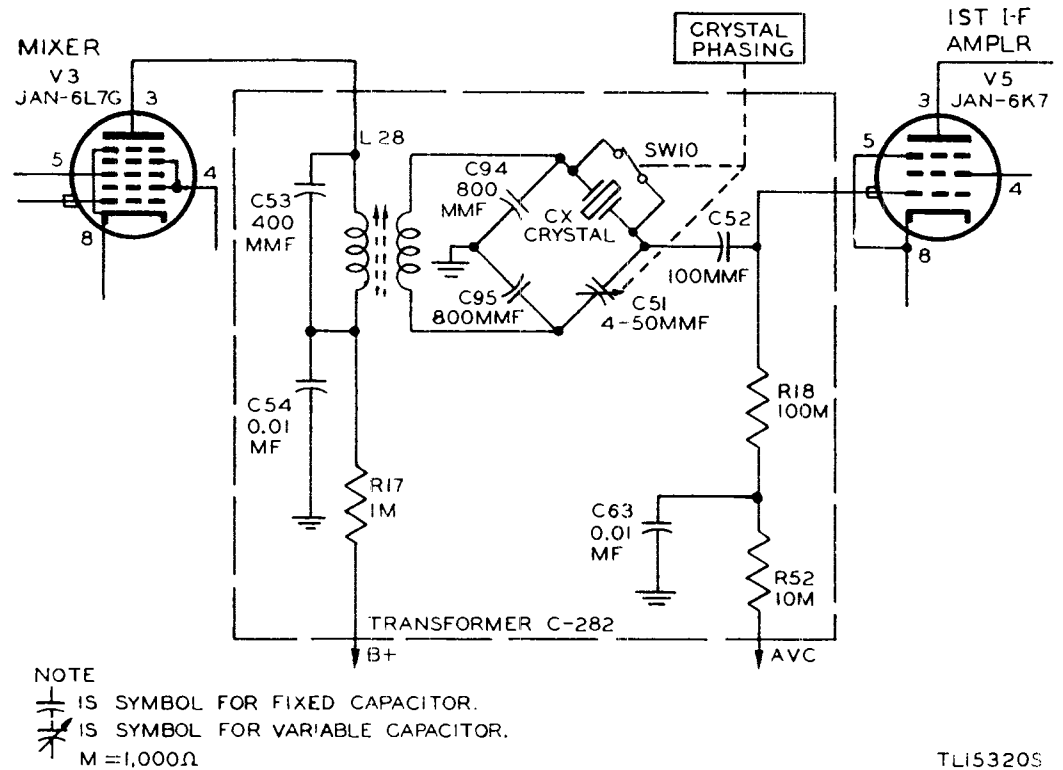 MIXER
V3
JAN-6L7G
3
5
4
8
CRYSTAL
PHASING
1ST I-F
AMPLR
V5
JAN-6K7
3
5
4
8
L28
C53
400
MMF
C94
800
MMF
SW10
CX
CRYSTAL
C52
100MMF
C95
800MMF
C51
4-50MMF
C54
0.01
MF
R17
1M
R18
100M
C63
0.01
MF
R52
10M
TRANSFORMER C-282
B+
AVC
NOTE
IS SYMBOL FOR FIXED CAPACITOR.
IS SYMBOL FOR VARIABLE CAPACITOR.
M=1,000Ω
TL15320S